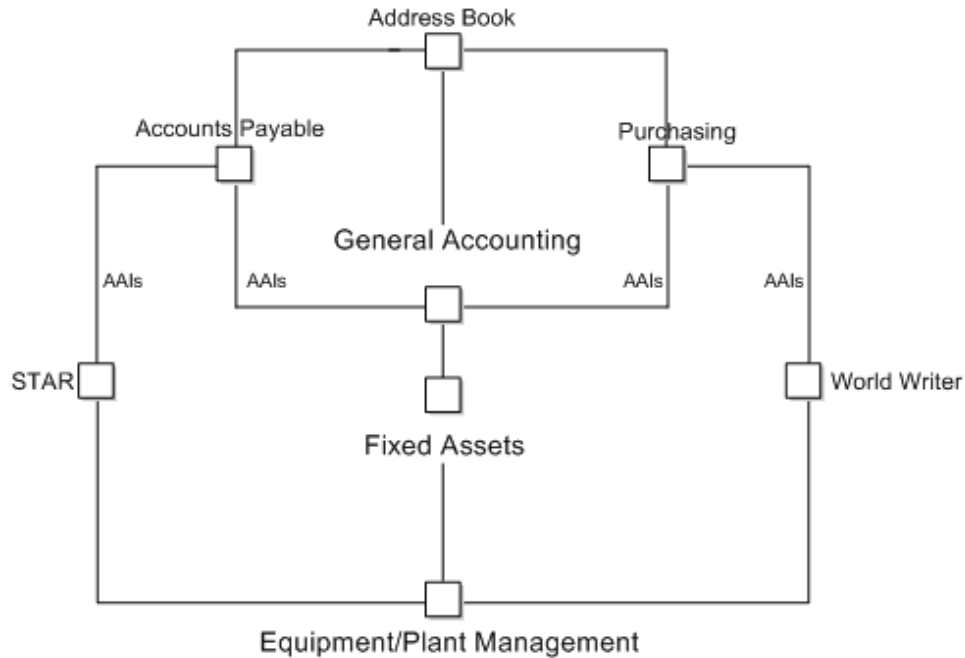 Address Book
Accounts Payable
Purchasing
General Accounting
AAIs
AAIs
AAIs
AAIs
STAR
World Writer
Fixed Assets
Equipment/Plant Management